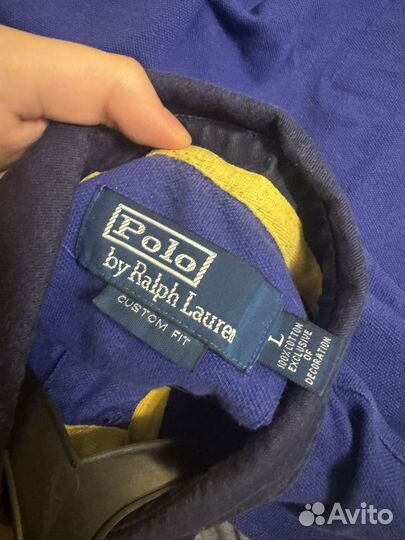 Polo
by Ralph Lauren
CUSTOM FIT
L
100% COTTON
EXCLUSIVE
OF
DECORATION
Avito